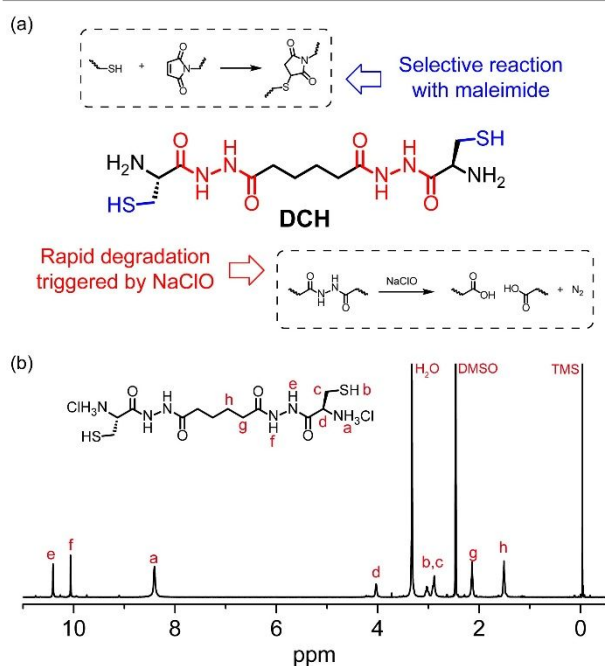 (a)
SH + O N O O N O S
Selective reaction
with maleimide
H2N O H N N H O O H N N H O SH NH2
HS
DCH
Rapid degradation
triggered by NaClO
O H N N H O NaClO O OH HO O + N2
(b)
H2O DMSO TMS
ClH3N O H N N H O h g O H N f N H e O c SH b d NH3Cl a
HS
e f a d b,c g h
10 8 6 4 2 0
ppm